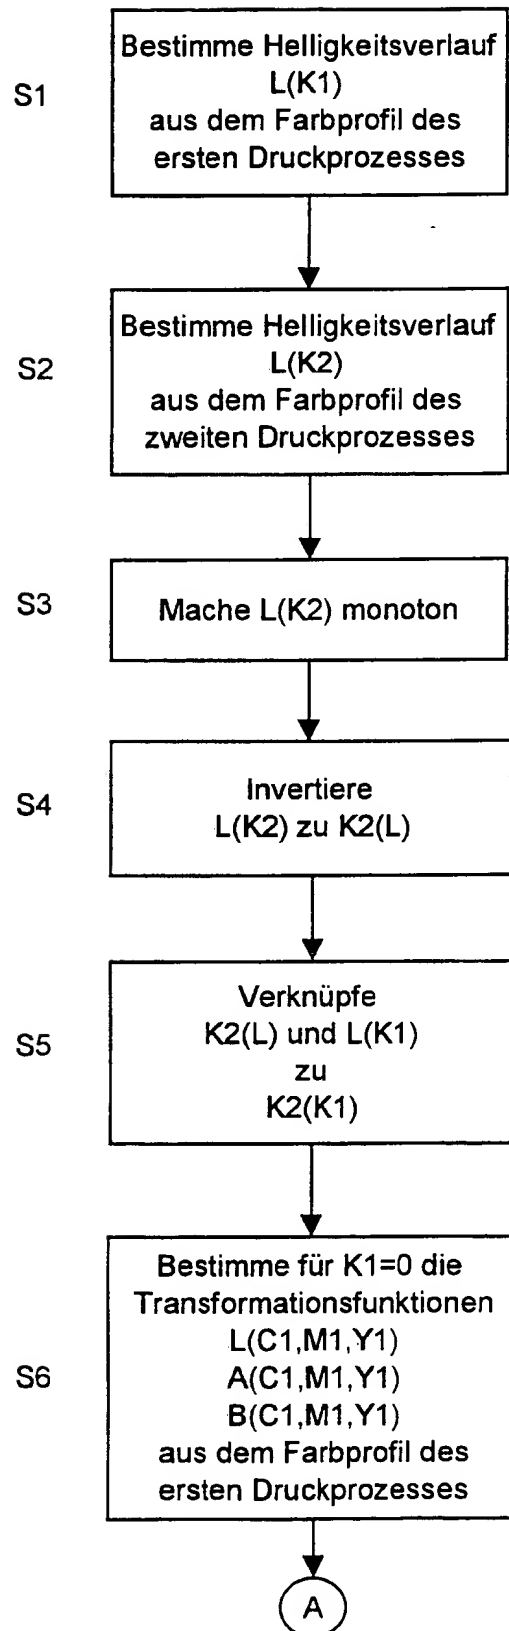 S1
Bestimme Helligkeitsverlauf
L(K1)
aus dem Farbprofil des
ersten Druckprozesses
S2
Bestimme Helligkeitsverlauf
L(K2)
aus dem Farbprofil des
zweiten Druckprozesses
S3
Mache L(K2) monoton
S4
Invertiere
L(K2) zu K2(L)
S5
Verknüpfe
K2(L) und L(K1)
zu
K2(K1)
S6
Bestimme für K1=0 die
Transformationsfunktionen
L(C1,M1,Y1)
A(C1,M1,Y1)
B(C1,M1,Y1)
aus dem Farbprofil des
ersten Druckprozesses
A